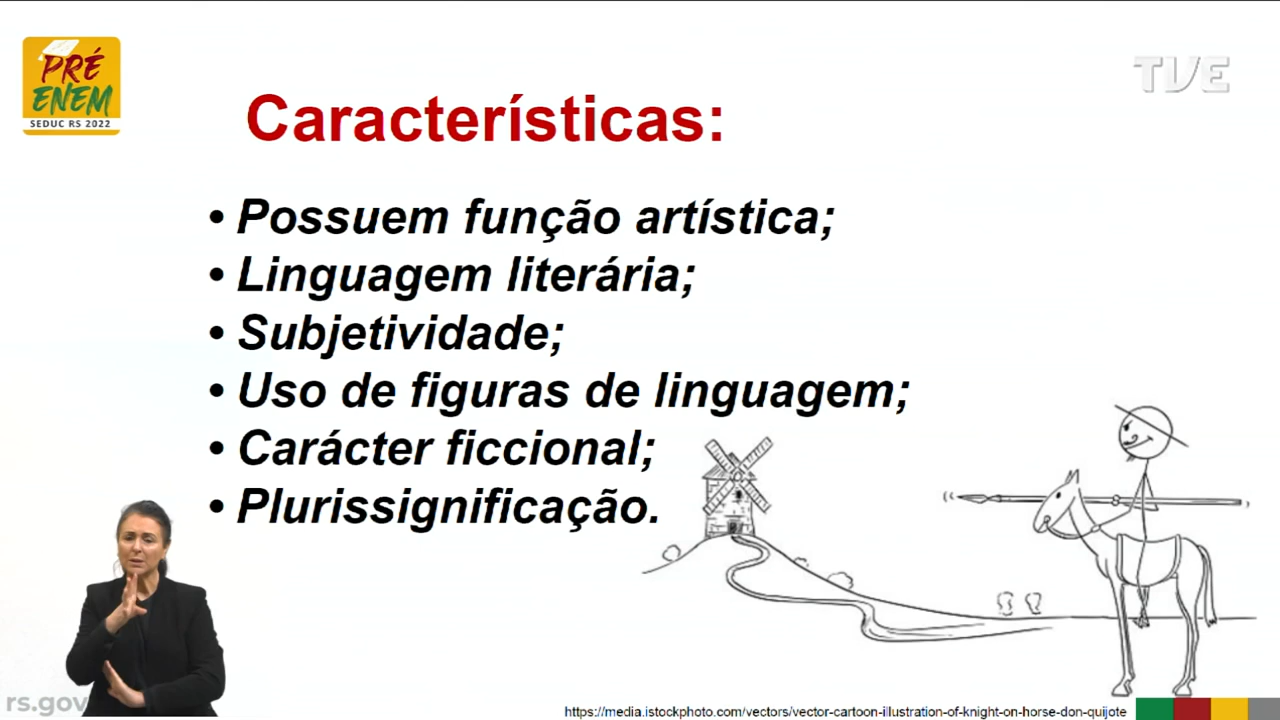 PRÉ
ENEM
SEDUC RS 2022
TVE
Características:
• Possuem função artística;
• Linguagem literária;
• Subjetividade;
• Uso de figuras de linguagem;
• Carácter ficcional;
• Plurissignificação.
rs.gov
https://media.istockphoto.com/vectors/vector-cartoon-illustration-of-knight-on-horse-don-quijote